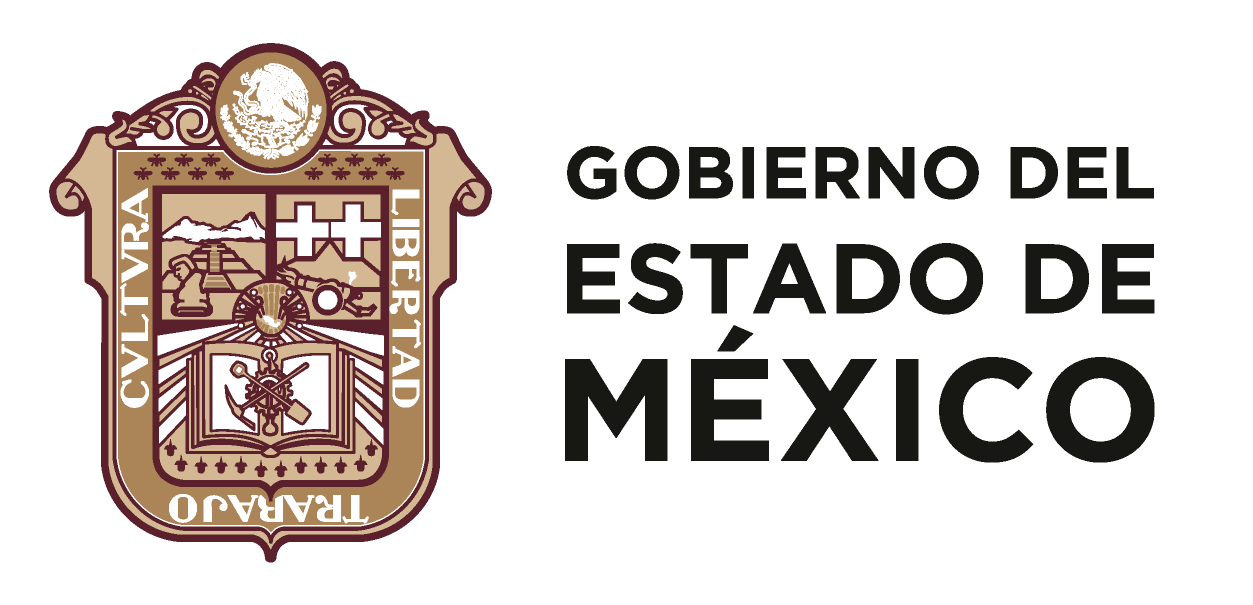 CVLTVRA
LIBERTAD
TRABAJO
GOBIERNO DEL
ESTADO DE
MÉXICO